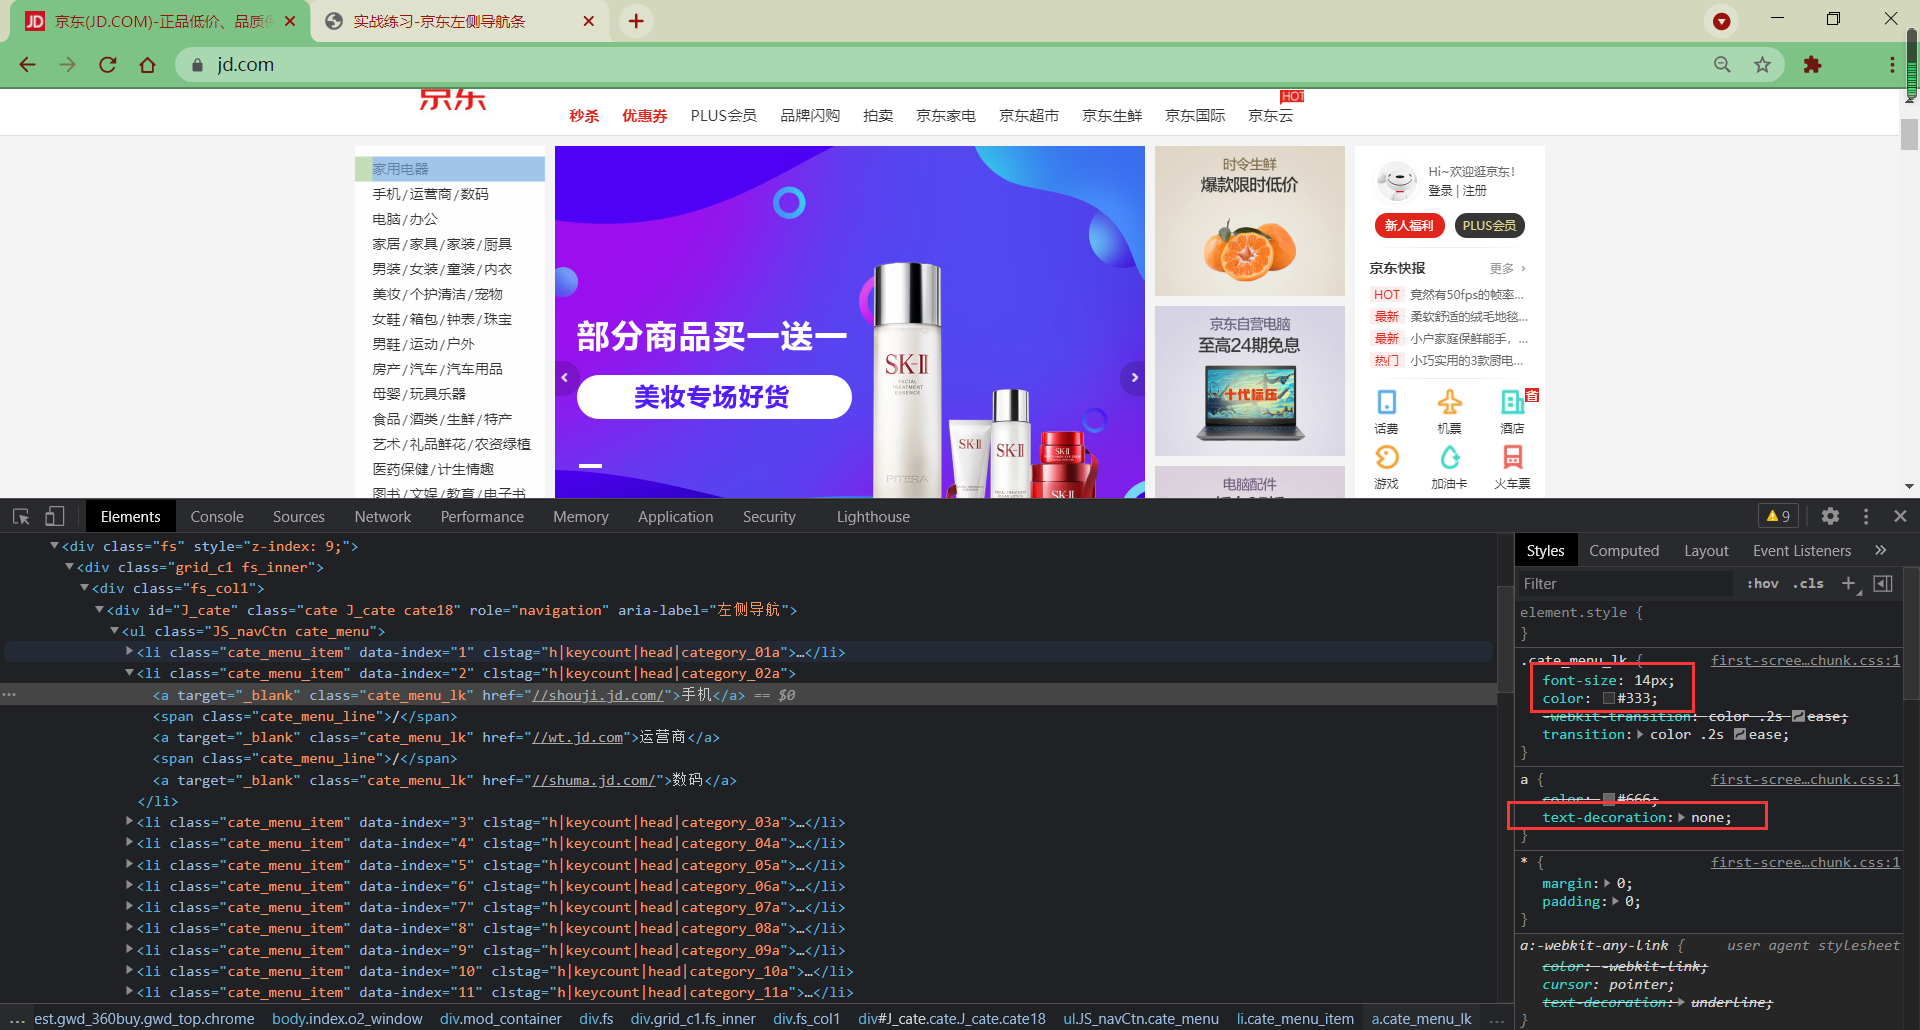 京东(JD.COM)-正品低价、品质保
实战练习-京东左侧导航条
jd.com
京东
秒杀 优惠券 PLUS会员 品牌闪购 拍卖 京东家电 京东超市 京东生鲜 京东国际 京东云 HOT
家用电器
手机/运营商/数码
电脑/办公
家居/家具/家装/厨具
男装/女装/童装/内衣
美妆/个护清洁/宠物
女鞋/箱包/钟表/珠宝
男鞋/运动/户外
房产/汽车/汽车用品
母婴/玩具乐器
食品/酒类/生鲜/特产
艺术/礼品鲜花/农资绿植
医药保健/计生情趣
图书/文娱/教育/电子书
部分商品买一送一
美妆专场好货
SK-II
FACIAL
TREATMENT
ESSENCE
PITERA
SK-II
SK-II
SK-II
SK-II
时令生鲜
爆款限时低价
京东自营电脑
至高24期免息
十代标压
电脑配件
Hi~欢迎逛京东!
登录 | 注册
新人福利 PLUS会员
京东快报 更多 ›
HOT 竟然有50fps的帧率...
最新 柔软舒适的绒毛地毯...
最新 小户家庭保鲜能手，...
热门 小巧实用的3款厨电...
省
话费 机票 酒店
游戏 加油卡 火车票
Elements Console Sources Network Performance Memory Application Security Lighthouse 9
<div class="fs" style="z-index: 9;">
<div class="grid_c1 fs_inner">
<div class="fs_col1">
<div id="J_cate" class="cate J_cate cate18" role="navigation" aria-label="左侧导航">
<ul class="JS_navCtn cate_menu">
<li class="cate_menu_item" data-index="1" clstag="h|keycount|head|category_01a">…</li>
<li class="cate_menu_item" data-index="2" clstag="h|keycount|head|category_02a">
<a target="_blank" class="cate_menu_lk" href="//shouji.jd.com/">手机</a> == $0
<span class="cate_menu_line">/</span>
<a target="_blank" class="cate_menu_lk" href="//wt.jd.com">运营商</a>
<span class="cate_menu_line">/</span>
<a target="_blank" class="cate_menu_lk" href="//shuma.jd.com/">数码</a>
</li>
<li class="cate_menu_item" data-index="3" clstag="h|keycount|head|category_03a">…</li>
<li class="cate_menu_item" data-index="4" clstag="h|keycount|head|category_04a">…</li>
<li class="cate_menu_item" data-index="5" clstag="h|keycount|head|category_05a">…</li>
<li class="cate_menu_item" data-index="6" clstag="h|keycount|head|category_06a">…</li>
<li class="cate_menu_item" data-index="7" clstag="h|keycount|head|category_07a">…</li>
<li class="cate_menu_item" data-index="8" clstag="h|keycount|head|category_08a">…</li>
<li class="cate_menu_item" data-index="9" clstag="h|keycount|head|category_09a">…</li>
<li class="cate_menu_item" data-index="10" clstag="h|keycount|head|category_10a">…</li>
<li class="cate_menu_item" data-index="11" clstag="h|keycount|head|category_11a">…</li>
... est.gwd_360buy.gwd_top.chrome body.index.o2_window div.mod_container div.fs div.grid_c1.fs_inner div.fs_col1 div#J_cate.cate.J_cate.cate18 ul.JS_navCtn.cate_menu li.cate_menu_item a.cate_menu_lk ...
Styles Computed Layout Event Listeners »
Filter :hov .cls +
element.style {
}
.cate_menu_lk { first-scree…chunk.css:1
font-size: 14px;
color: #333;
-webkit-transition: color .2s ease;
transition: color .2s ease;
}
a { first-scree…chunk.css:1
color: #666;
text-decoration: none;
}
* { first-scree…chunk.css:1
margin: 0;
padding: 0;
}
a:-webkit-any-link { user agent stylesheet
color: -webkit-link;
cursor: pointer;
text-decoration: underline;
}